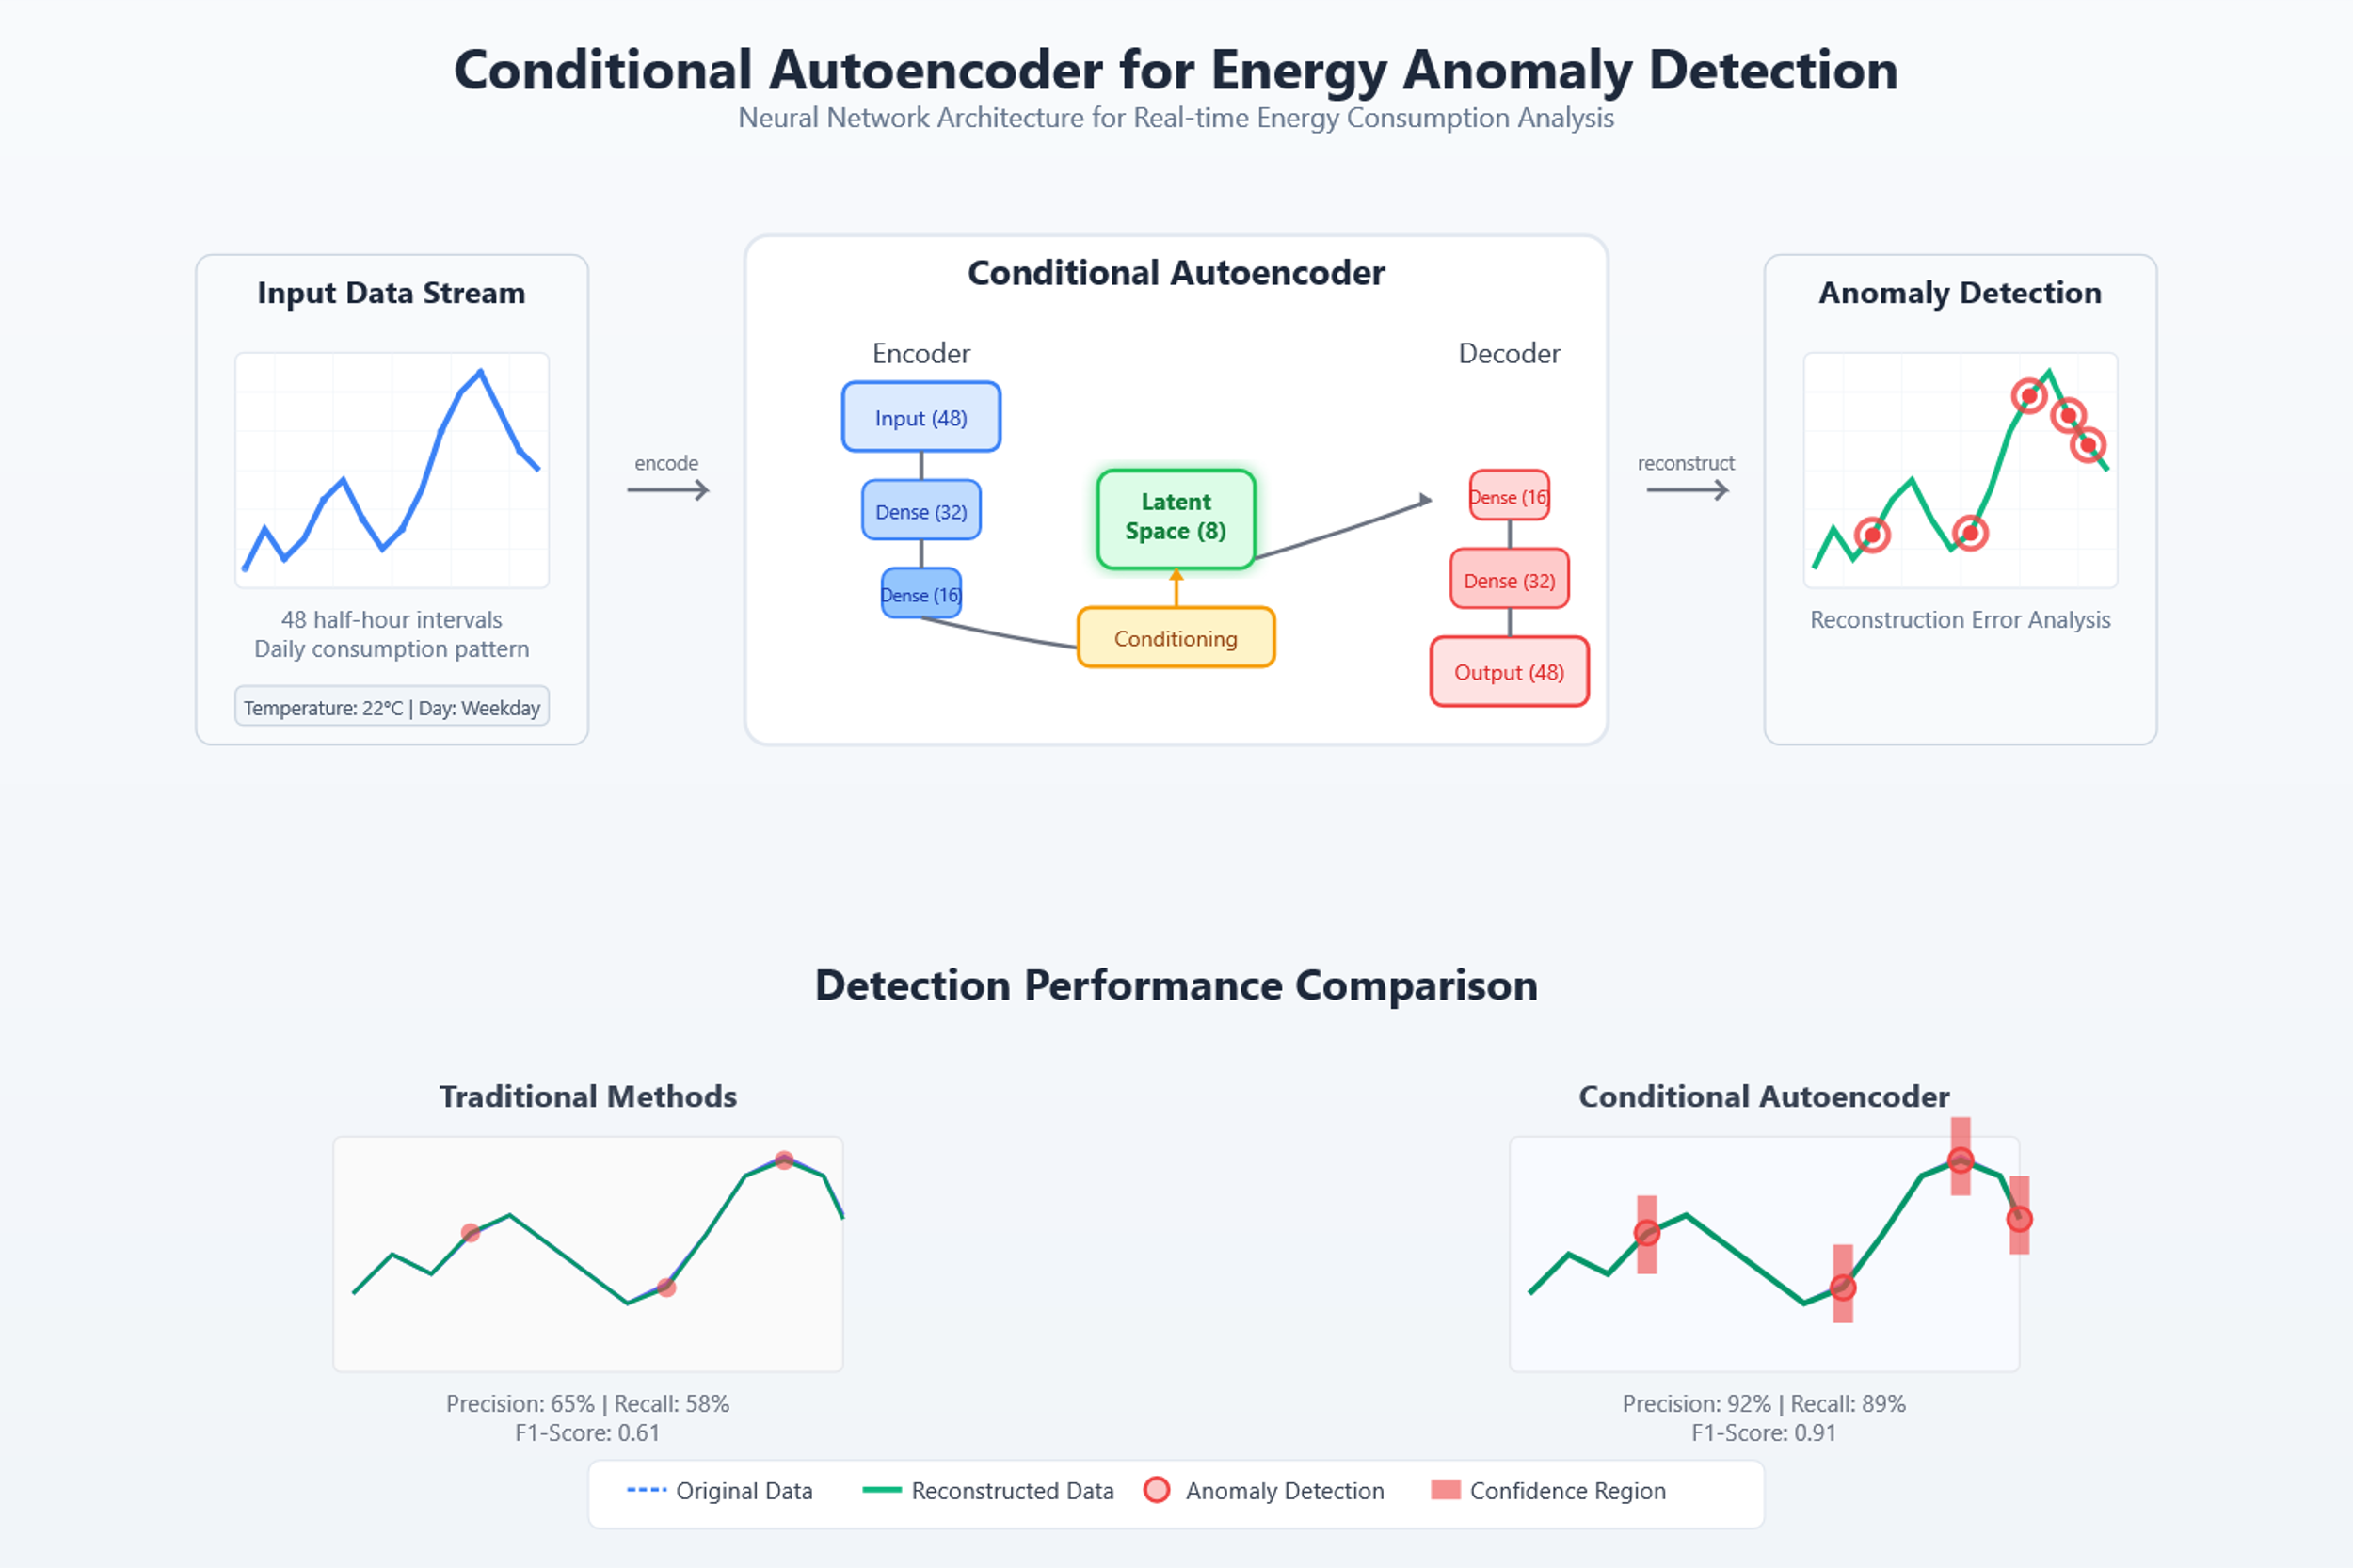 Conditional Autoencoder for Energy Anomaly Detection
Neural Network Architecture for Real-time Energy Consumption Analysis
Input Data Stream
48 half-hour intervals
Daily consumption pattern
Temperature: 22°C | Day: Weekday
encode
Conditional Autoencoder
Encoder
Input (48)
Dense (32)
Dense (16)
Latent
Space (8)
Conditioning
Decoder
Dense (16)
Dense (32)
Output (48)
reconstruct
Anomaly Detection
Reconstruction Error Analysis
Detection Performance Comparison
Traditional Methods
Precision: 65% | Recall: 58%
F1-Score: 0.61
Conditional Autoencoder
Precision: 92% | Recall: 89%
F1-Score: 0.91
Original Data
Reconstructed Data
Anomaly Detection
Confidence Region